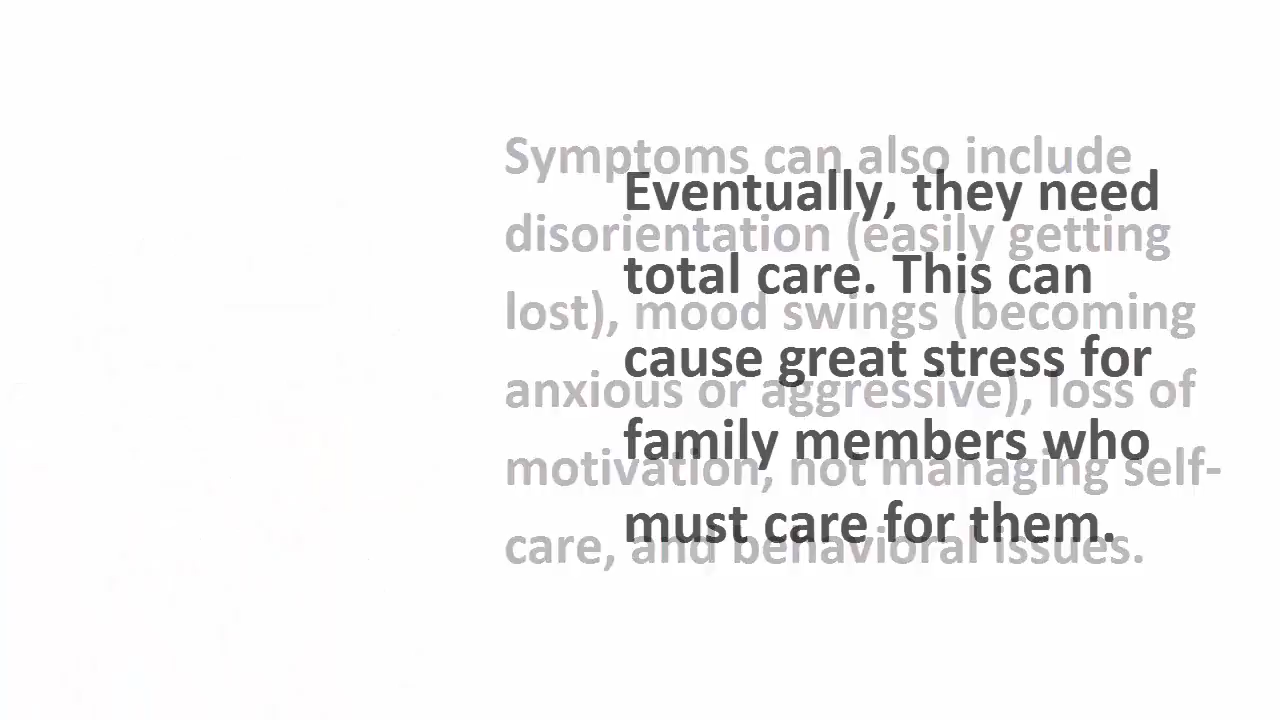 Symptoms can also include
disorientation (easily getting
lost), mood swings (becoming
anxious or aggressive), loss of
motivation, not managing self-
care, and behavioral issues.
Eventually, they need
total care. This can
cause great stress for
family members who
must care for them.